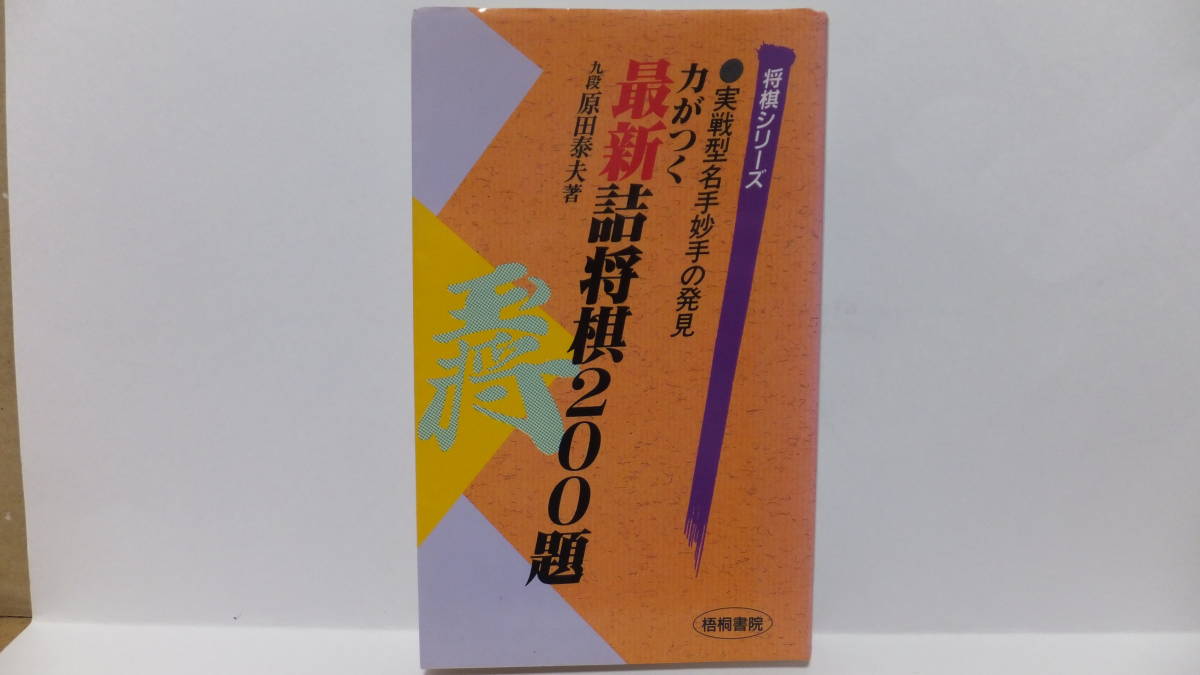 将棋シリーズ
●実戦型名手妙手の発見
力がつく
最新詰将棋200題
九段 原田泰夫著
王将
梧桐書院